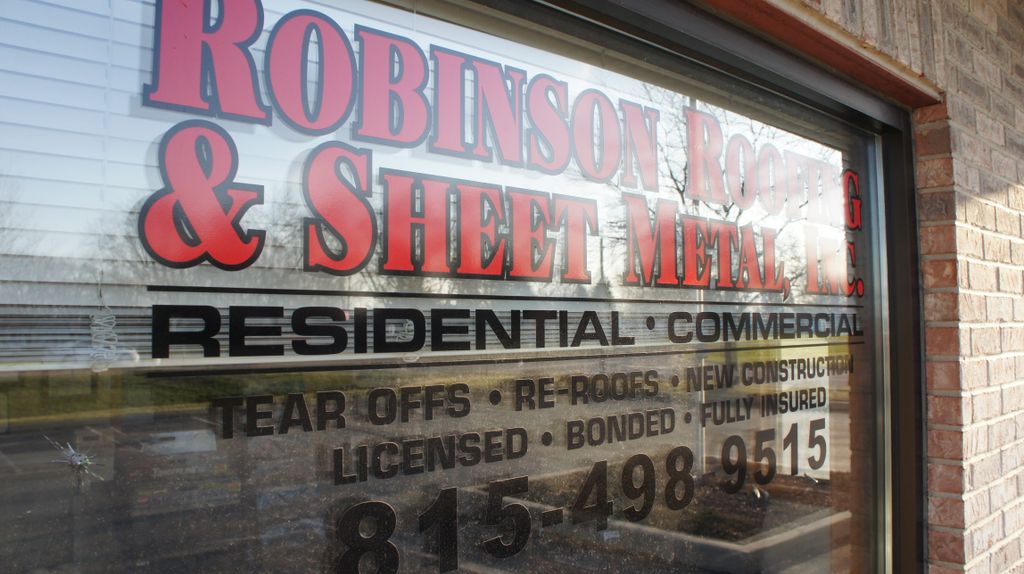 ROBINSON ROOFING
& SHEET METAL, INC.
RESIDENTIAL • COMMERCIAL
TEAR OFFS • RE-ROOFS • NEW CONSTRUCTION
LICENSED • BONDED • FULLY INSURED
815-498-9515